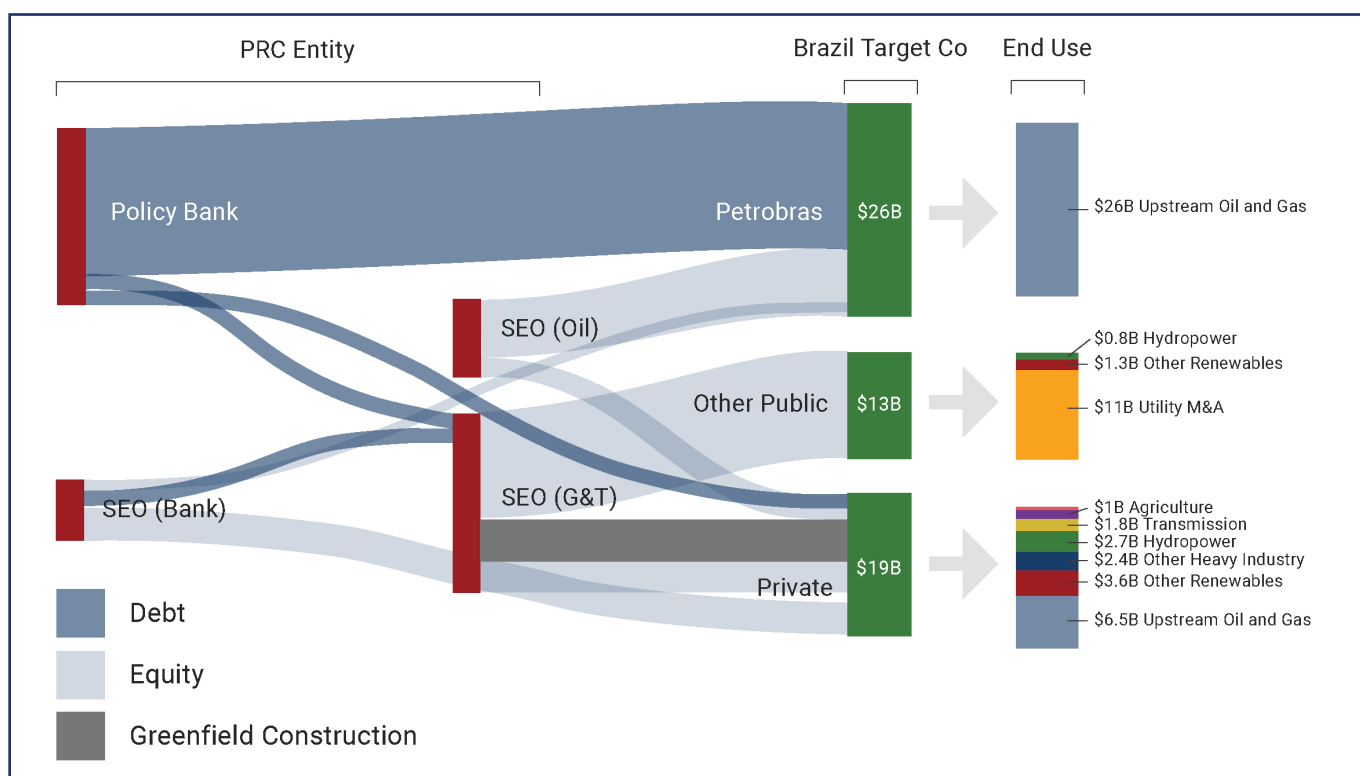 PRC Entity
Brazil Target Co
End Use
Policy Bank
Petrobras
$26B
$26B Upstream Oil and Gas
SEO (Oil)
$0.8B Hydropower
$1.3B Other Renewables
Other Public
$13B
$11B Utility M&A
SEO (Bank)
SEO (G&T)
$1B Agriculture
$1.8B Transmission
$2.7B Hydropower
$2.4B Other Heavy Industry
$19B
$3.6B Other Renewables
Private
$6.5B Upstream Oil and Gas
Debt
Equity
Greenfield Construction